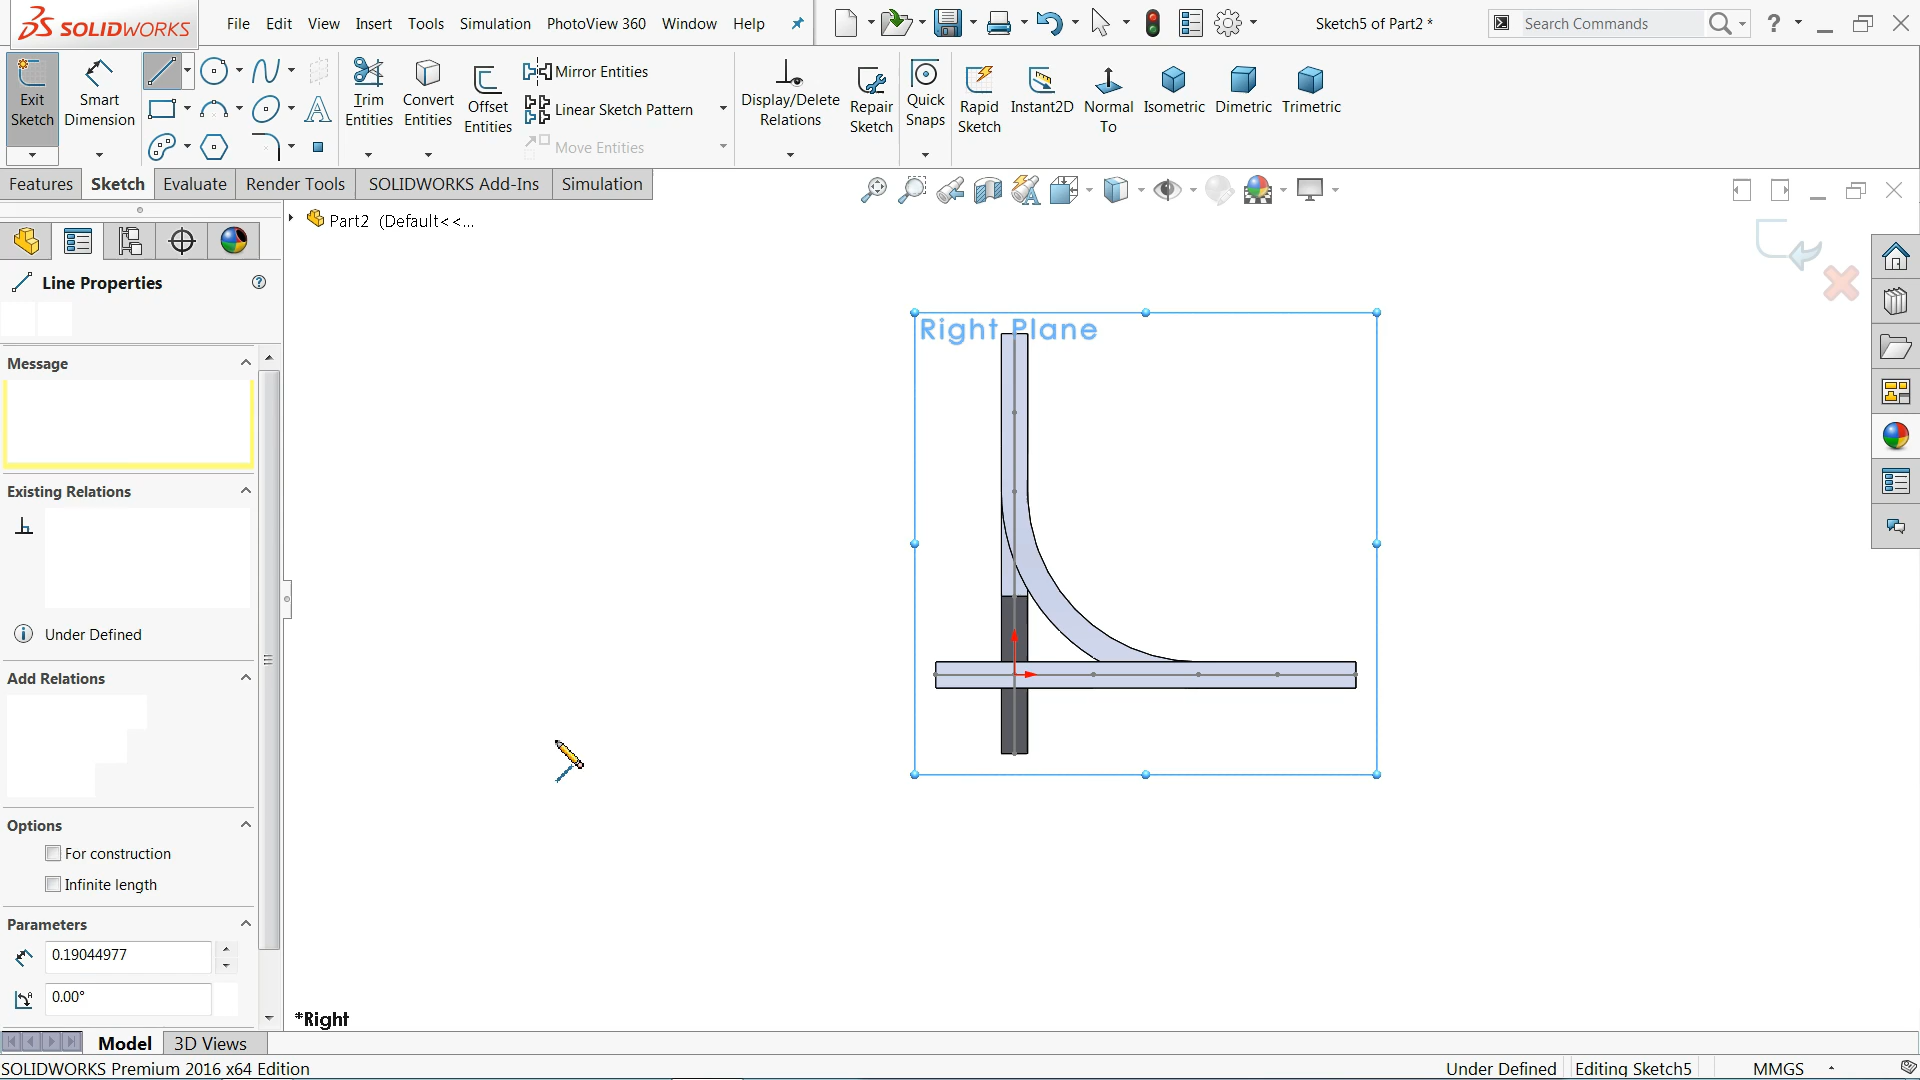 SOLIDWORKS
File Edit View Insert Tools Simulation PhotoView 360 Window Help
Sketch5 of Part2 *
Search Commands
Exit Sketch
Smart Dimension
Trim Entities
Convert Entities
Offset Entities
Mirror Entities
Linear Sketch Pattern
Move Entities
Display/Delete Relations
Repair Sketch
Quick Snaps
Rapid Sketch
Instant2D
Normal To
Isometric
Dimetric
Trimetric
Features Sketch Evaluate Render Tools SOLIDWORKS Add-Ins Simulation
Part2 (Default<<...
Line Properties
Message
Existing Relations
Under Defined
Add Relations
Options
For construction
Infinite length
Parameters
0.19044977
0.00°
Right Plane
*Right
Model 3D Views
SOLIDWORKS Premium 2016 x64 Edition
Under Defined Editing Sketch5 MMGS